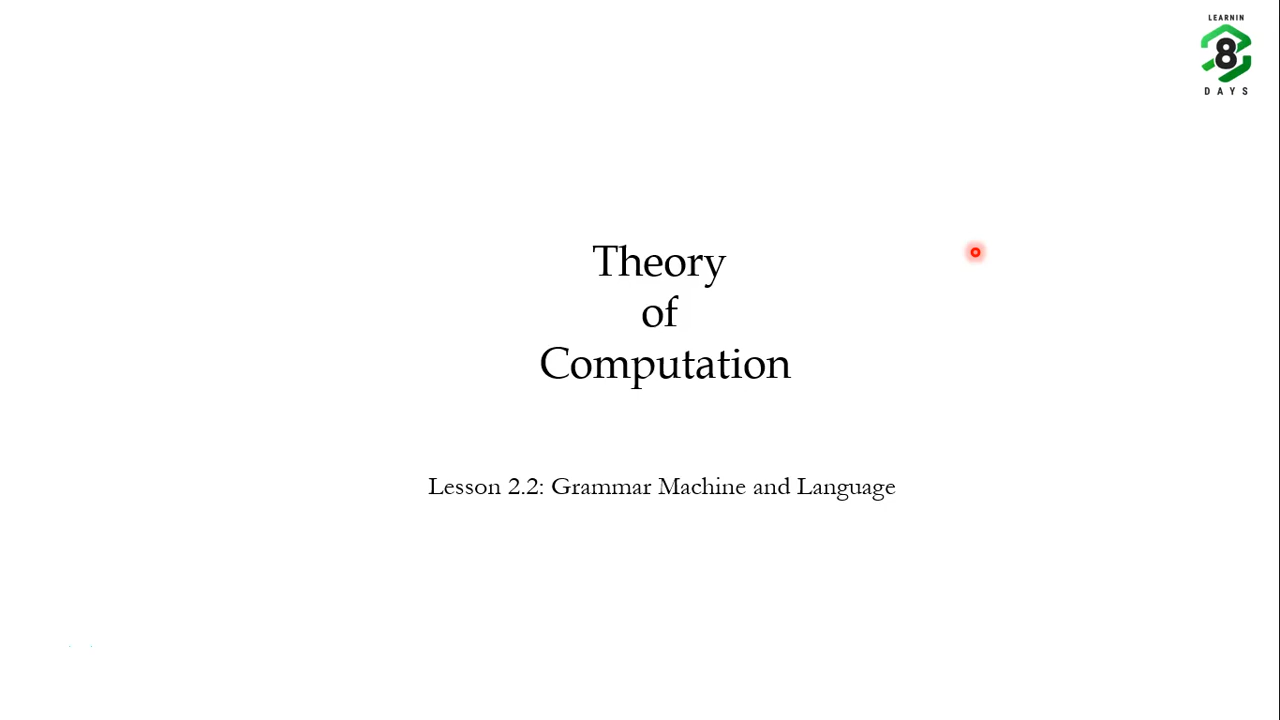 LEARNIN
8
DAYS
Theory
of
Computation
Lesson 2.2: Grammar Machine and Language